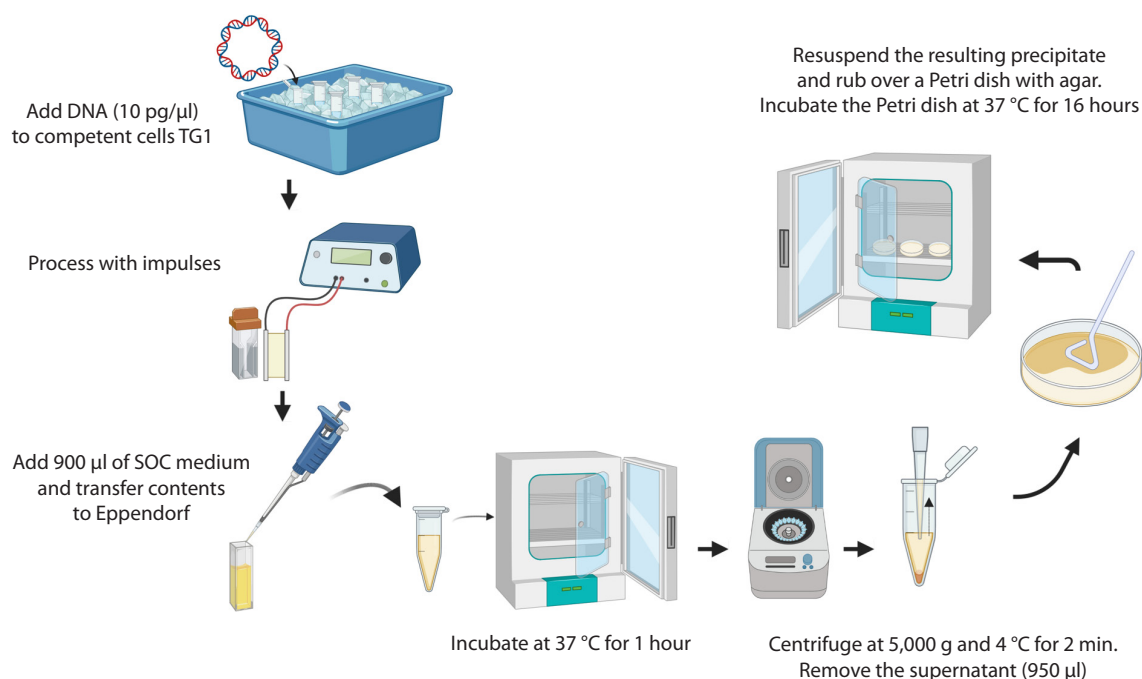 Add DNA (10 pg/µl)
to competent cells TG1
Process with impulses
Add 900 µl of SOC medium
and transfer contents
to Eppendorf
Incubate at 37 °C for 1 hour
Centrifuge at 5,000 g and 4 °C for 2 min.
Remove the supernatant (950 µl)
Resuspend the resulting precipitate
and rub over a Petri dish with agar.
Incubate the Petri dish at 37 °C for 16 hours